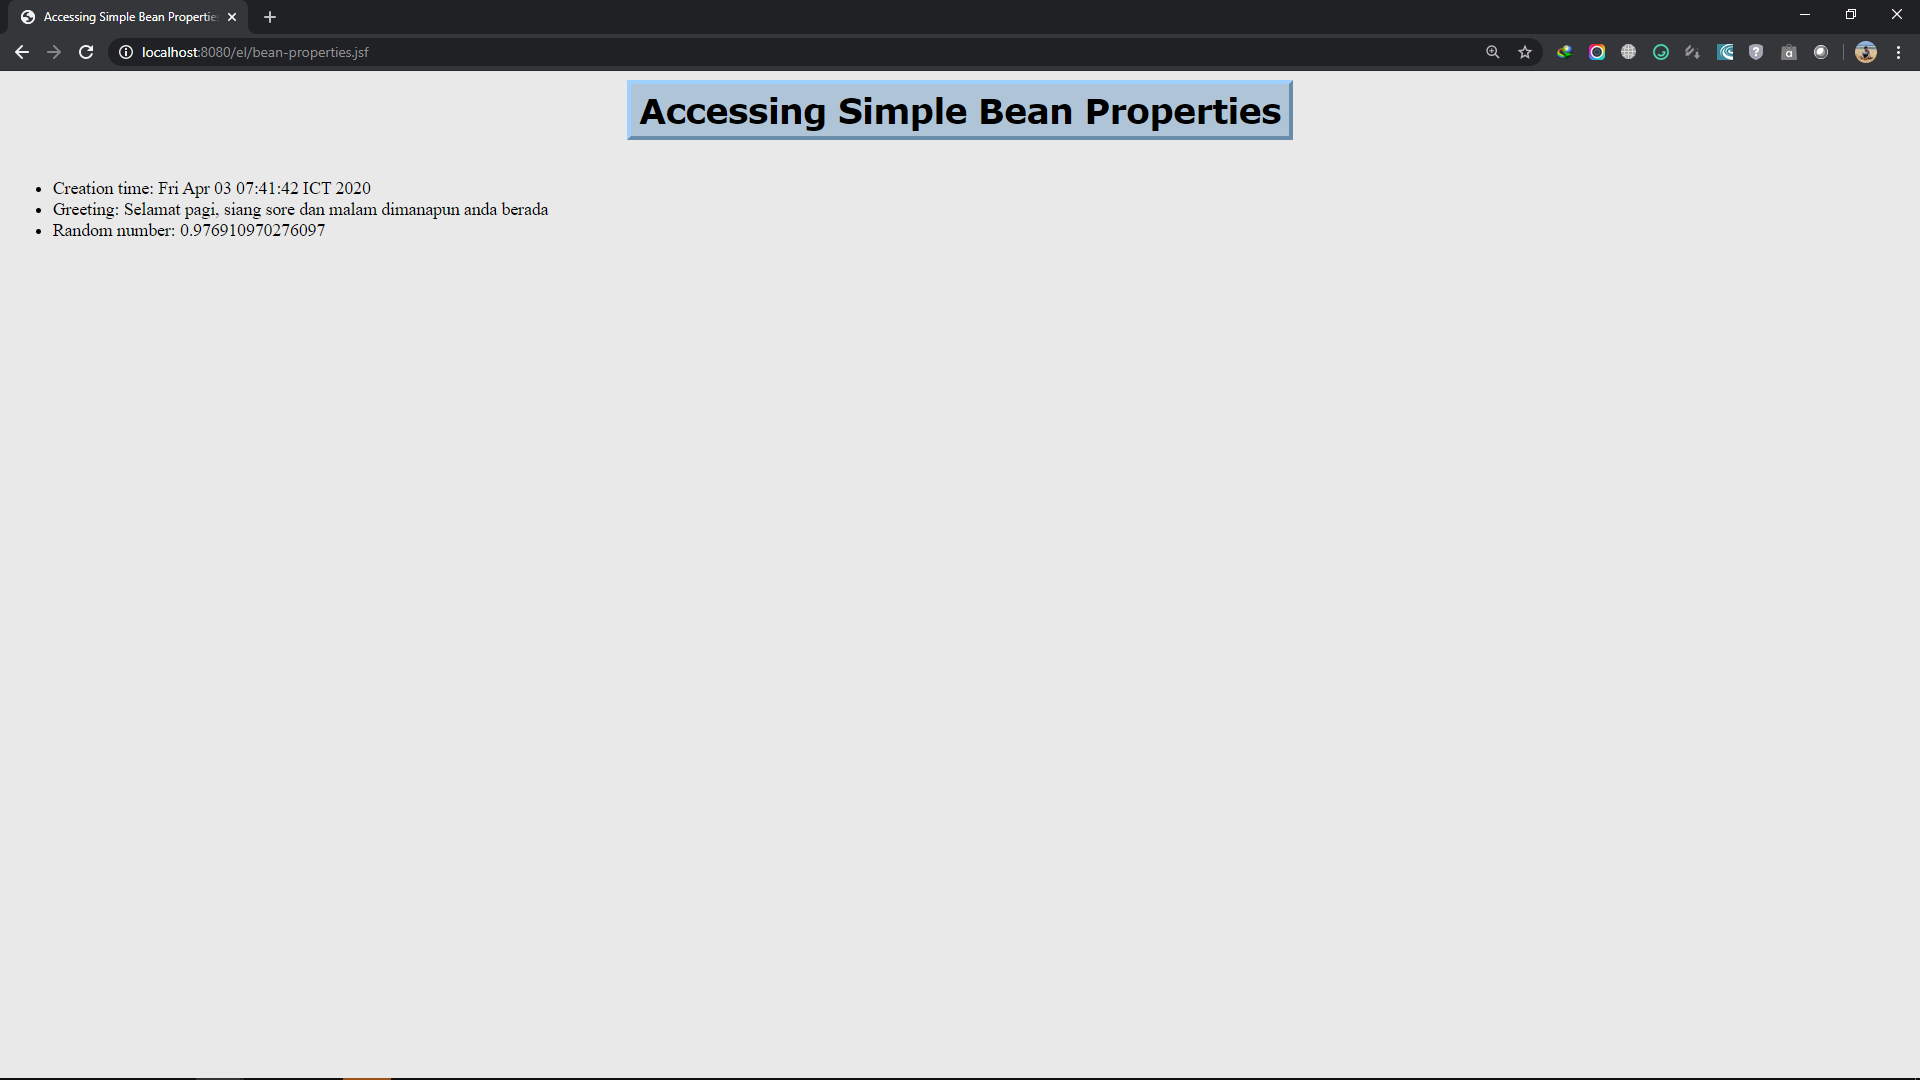 Accessing Simple Bean Properties
localhost:8080/el/bean-properties.jsf
Accessing Simple Bean Properties
Creation time: Fri Apr 03 07:41:42 ICT 2020
Greeting: Selamat pagi, siang sore dan malam dimanapun anda berada
Random number: 0.976910970276097